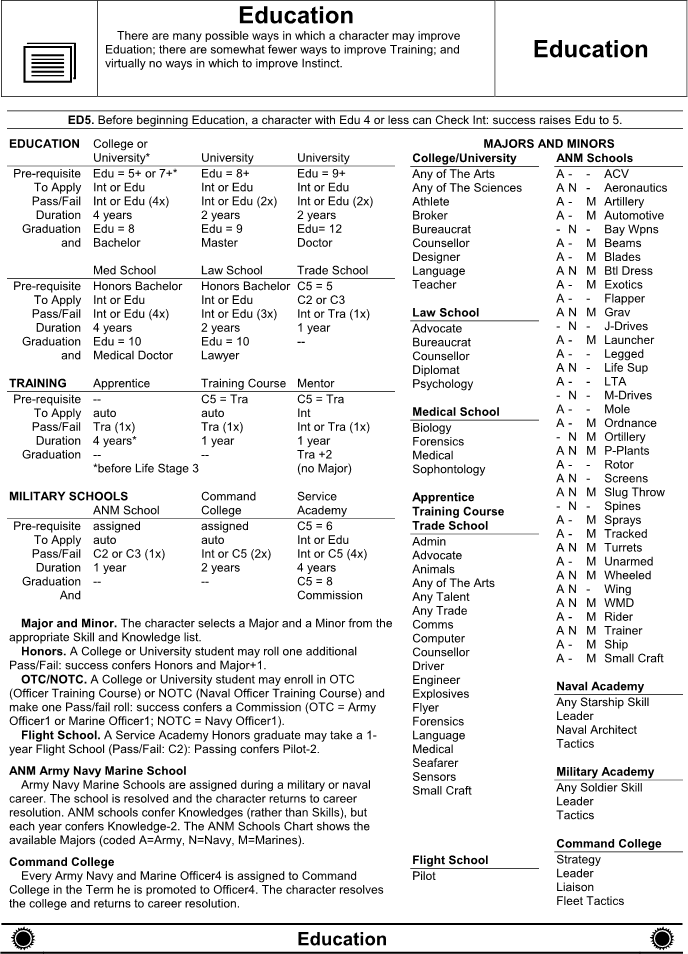 Education
There are many possible ways in which a character may improve
Eduation; there are somewhat fewer ways to improve Training; and
virtually no ways in which to improve Instinct.
Education
ED5. Before beginning Education, a character with Edu 4 or less can Check Int: success raises Edu to 5.
EDUCATION College or
University* University University
Pre-requisite Edu = 5+ or 7+* Edu = 8+ Edu = 9+
To Apply Int or Edu Int or Edu Int or Edu
Pass/Fail Int or Edu (4x) Int or Edu (2x) Int or Edu (2x)
Duration 4 years 2 years 2 years
Graduation Edu = 8 Edu = 9 Edu= 12
and Bachelor Master Doctor
Med School Law School Trade School
Pre-requisite Honors Bachelor Honors Bachelor C5 = 5
To Apply Int or Edu Int or Edu C2 or C3
Pass/Fail Int or Edu (4x) Int or Edu (3x) Int or Tra (1x)
Duration 4 years 2 years 1 year
Graduation Edu = 10 Edu = 10 --
and Medical Doctor Lawyer
TRAINING Apprentice Training Course Mentor
Pre-requisite -- C5 = Tra C5 = Tra
To Apply auto auto Int
Pass/Fail Tra (1x) Tra (1x) Int or Tra (1x)
Duration 4 years* 1 year 1 year
Graduation -- -- Tra +2
*before Life Stage 3 (no Major)
MILITARY SCHOOLS Command Service
ANM School College Academy
Pre-requisite assigned assigned C5 = 6
To Apply auto auto Int or Edu
Pass/Fail C2 or C3 (1x) Int or C5 (2x) Int or C5 (4x)
Duration 1 year 2 years 4 years
Graduation -- -- C5 = 8
And Commission
Major and Minor. The character selects a Major and a Minor from the
appropriate Skill and Knowledge list.
Honors. A College or University student may roll one additional
Pass/Fail: success confers Honors and Major+1.
OTC/NOTC. A College or University student may enroll in OTC
(Officer Training Course) or NOTC (Naval Officer Training Course) and
make one Pass/fail roll: success confers a Commission (OTC = Army
Officer1 or Marine Officer1; NOTC = Navy Officer1).
Flight School. A Service Academy Honors graduate may take a 1-
year Flight School (Pass/Fail: C2): Passing confers Pilot-2.
ANM Army Navy Marine School
Army Navy Marine Schools are assigned during a military or naval
career. The school is resolved and the character returns to career
resolution. ANM schools confer Knowledges (rather than Skills), but
each year confers Knowledge-2. The ANM Schools Chart shows the
available Majors (coded A=Army, N=Navy, M=Marines).
Command College
Every Army Navy and Marine Officer4 is assigned to Command
College in the Term he is promoted to Officer4. The character resolves
the college and returns to career resolution.
MAJORS AND MINORS
College/University
Any of The Arts
Any of The Sciences
Athlete
Broker
Bureaucrat
Counsellor
Designer
Language
Teacher
Law School
Advocate
Bureaucrat
Counsellor
Diplomat
Psychology
Medical School
Biology
Forensics
Medical
Sophontology
Apprentice
Training Course
Trade School
Admin
Advocate
Animals
Any of The Arts
Any Talent
Any Trade
Comms
Computer
Counsellor
Driver
Engineer
Explosives
Flyer
Forensics
Language
Medical
Seafarer
Sensors
Small Craft
Flight School
Pilot
ANM Schools
A - - ACV
A N - Aeronautics
A - M Artillery
A - M Automotive
- N - Bay Wpns
A - M Beams
A - M Blades
A N M Btl Dress
A - M Exotics
A - - Flapper
A N M Grav
- N - J-Drives
A - M Launcher
A - - Legged
A N - Life Sup
A - - LTA
- N - M-Drives
A - - Mole
A - M Ordnance
- N M Ortillery
A N M P-Plants
A - - Rotor
A N - Screens
A N M Slug Throw
- N - Spines
A - M Sprays
A - M Tracked
A N M Turrets
A - M Unarmed
A N M Wheeled
A N - Wing
A N M WMD
A - M Rider
A N M Trainer
A - M Ship
A - M Small Craft
Naval Academy
Any Starship Skill
Leader
Naval Architect
Tactics
Military Academy
Any Soldier Skill
Leader
Tactics
Command College
Strategy
Leader
Liaison
Fleet Tactics
Education